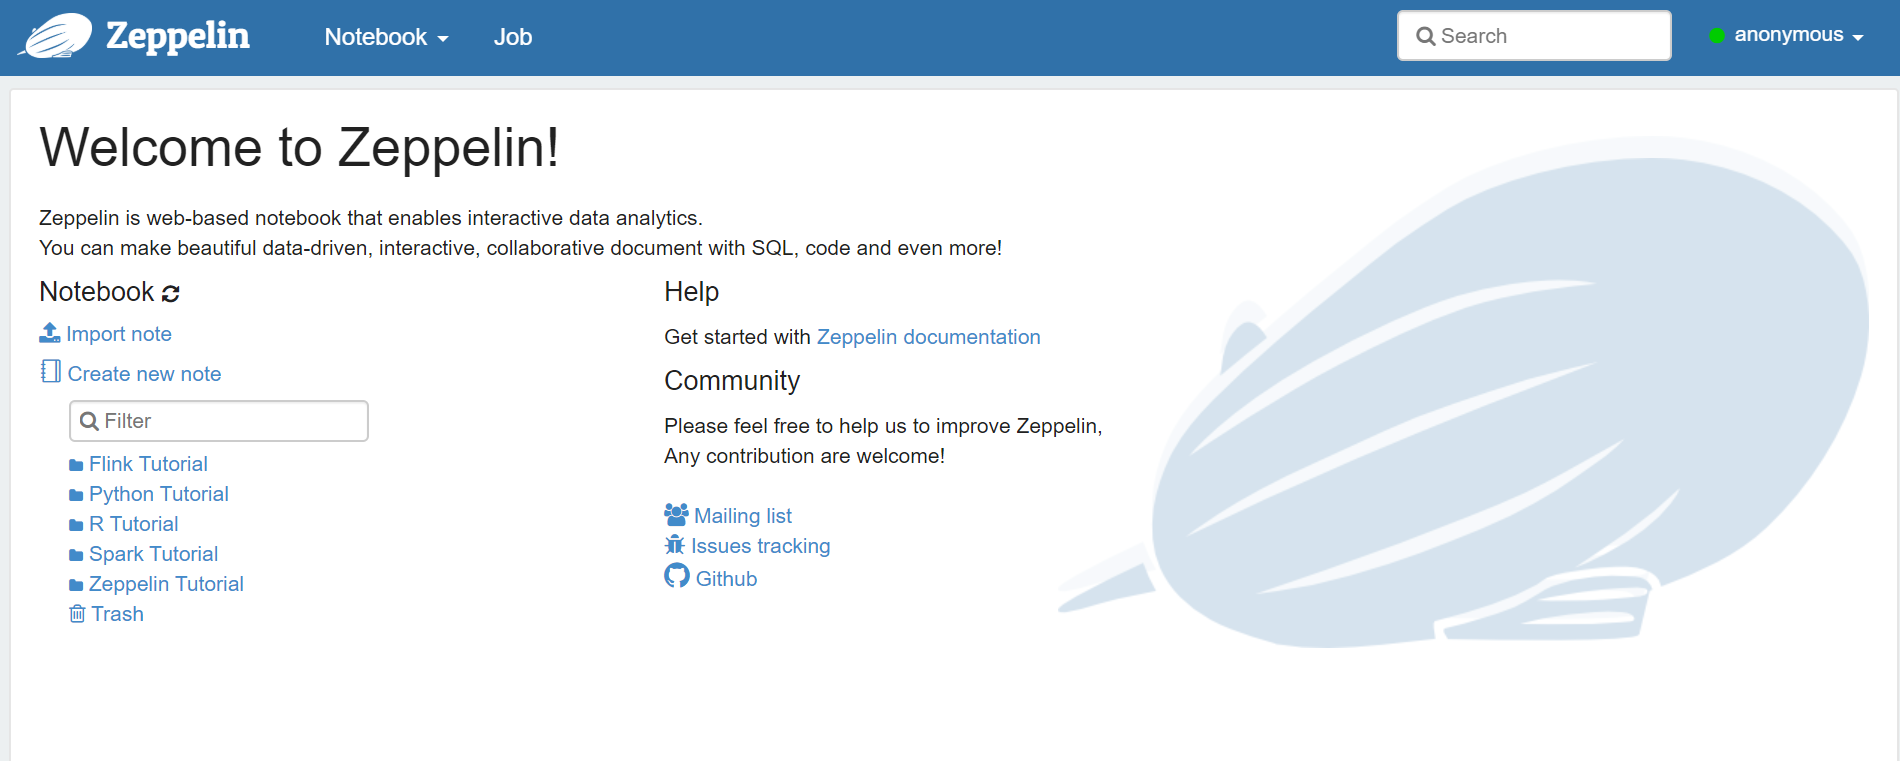 Zeppelin
Notebook
Job
Search
anonymous
Welcome to Zeppelin!
Zeppelin is web-based notebook that enables interactive data analytics.
You can make beautiful data-driven, interactive, collaborative document with SQL, code and even more!
Notebook
Import note
Create new note
Filter
Flink Tutorial
Python Tutorial
R Tutorial
Spark Tutorial
Zeppelin Tutorial
Trash
Help
Get started with Zeppelin documentation
Community
Please feel free to help us to improve Zeppelin,
Any contribution are welcome!
Mailing list
Issues tracking
Github